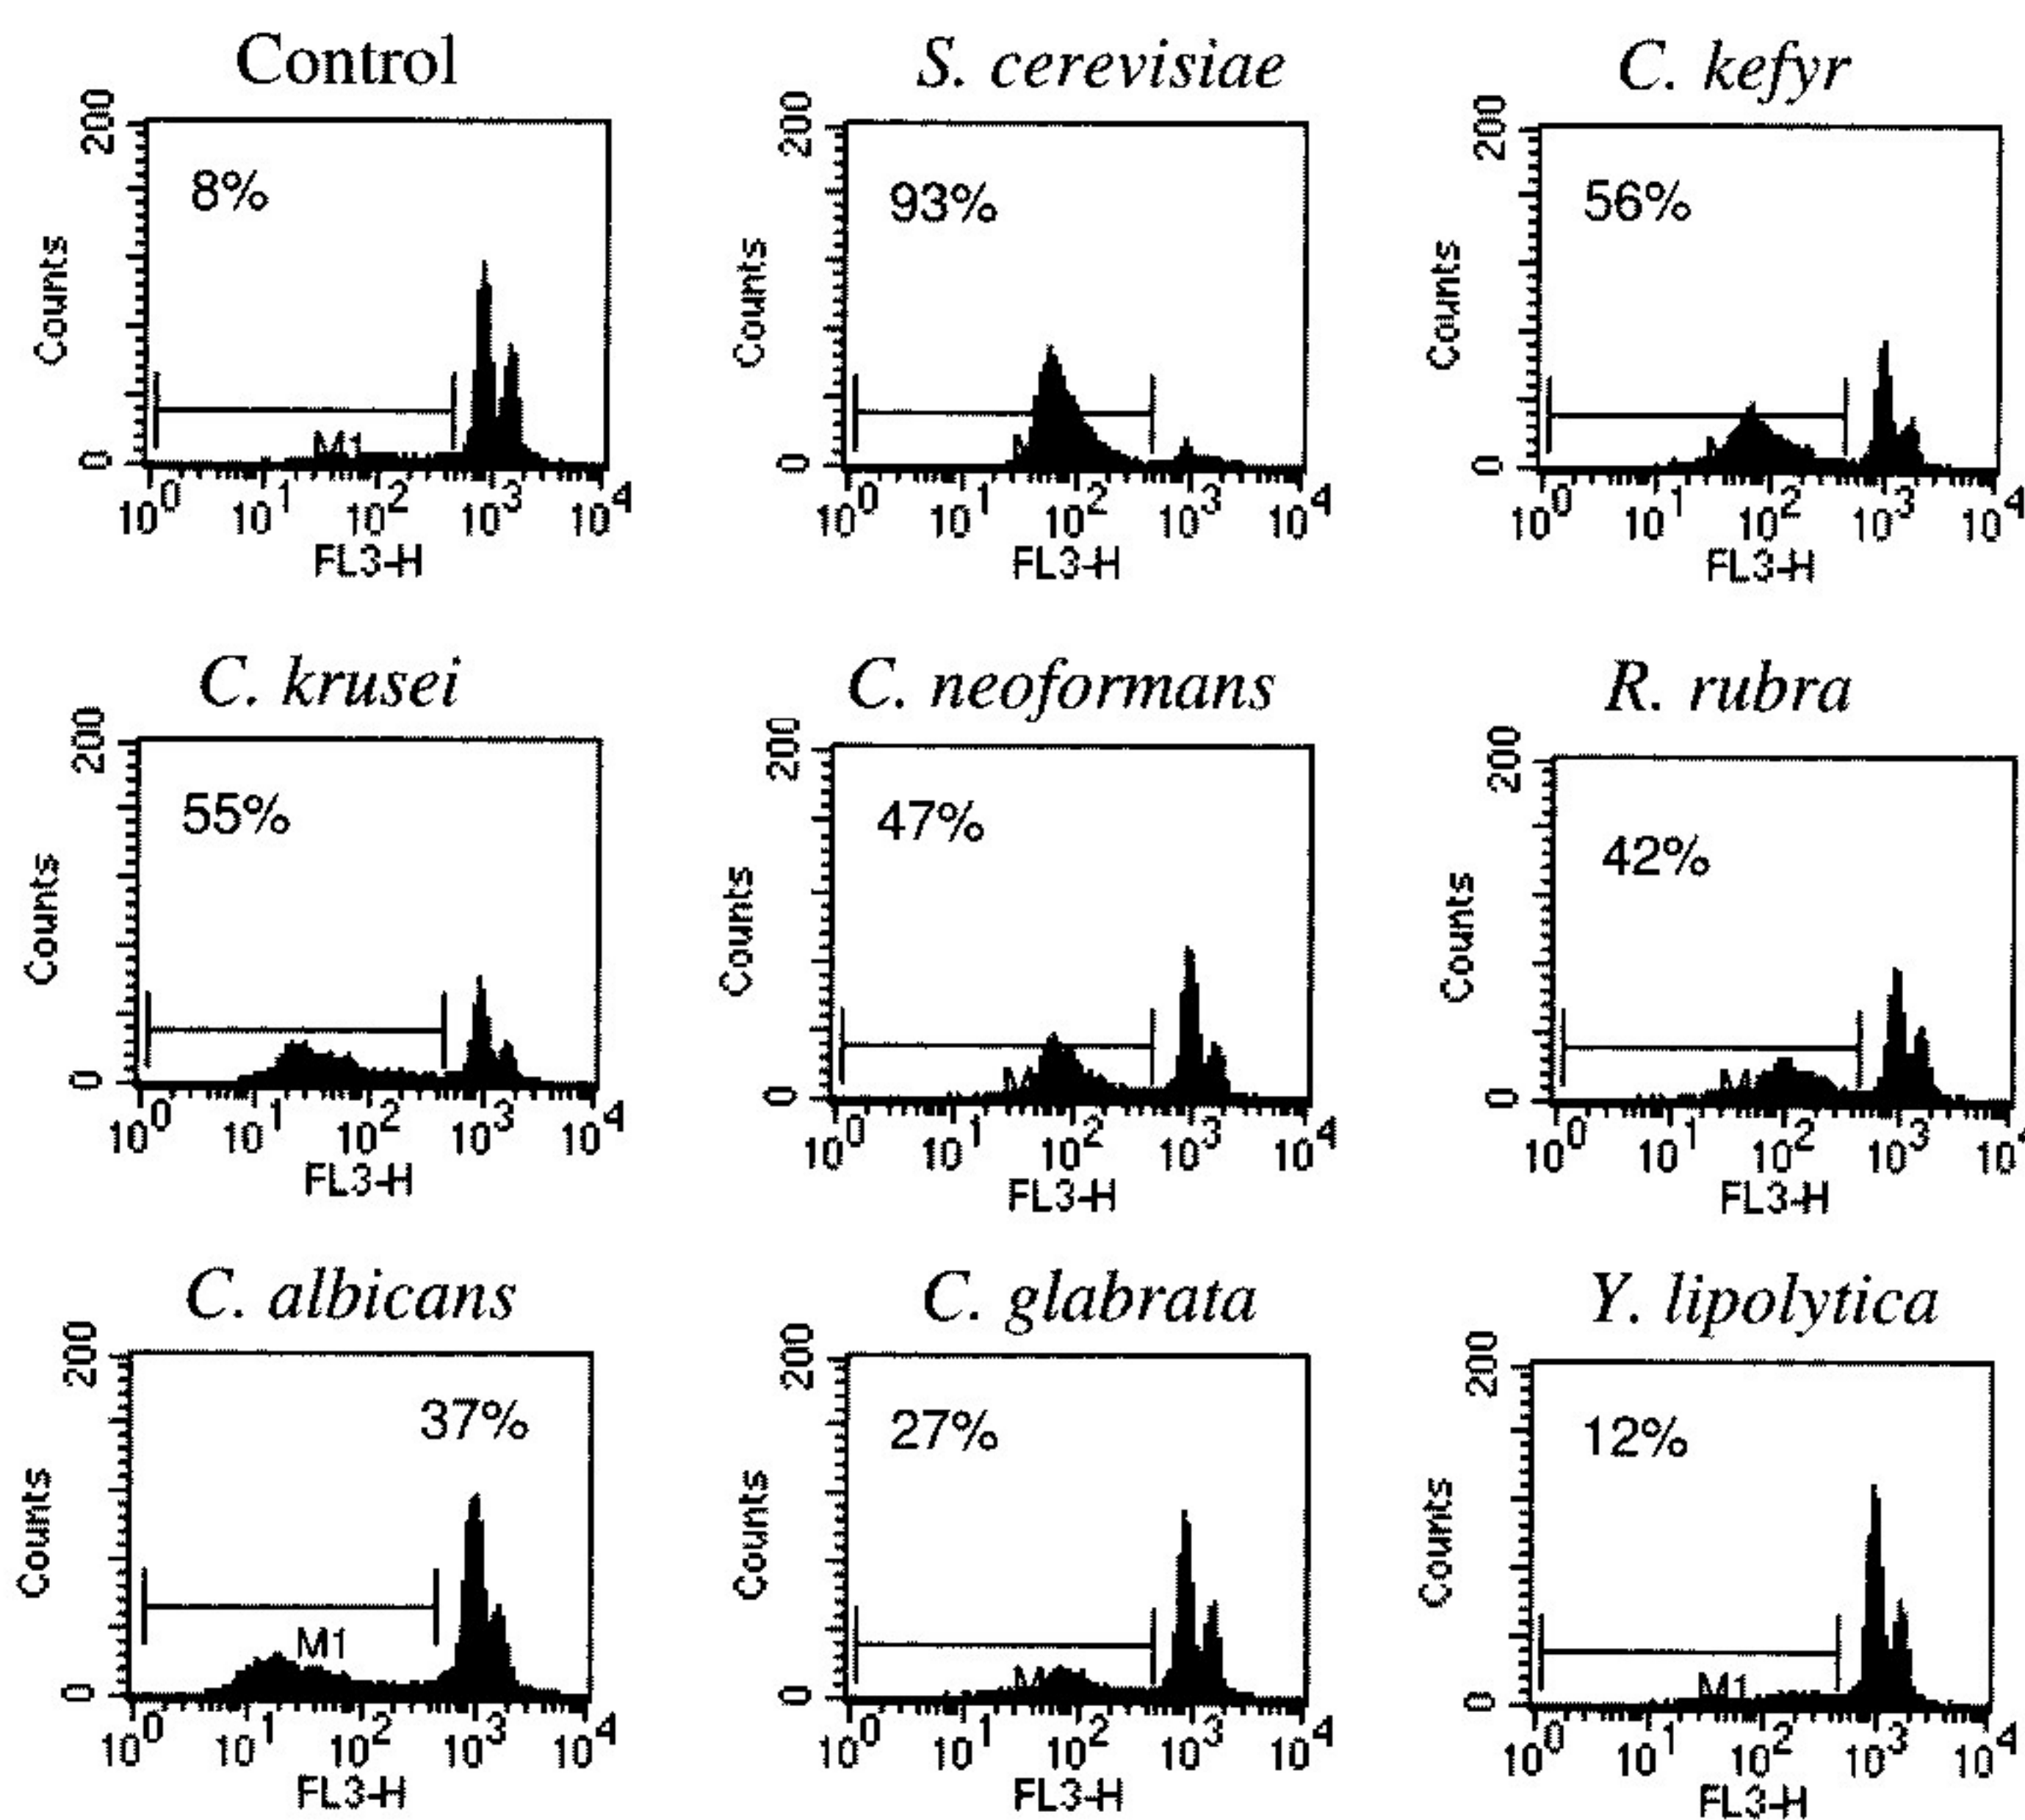 Control
200
8%
Counts
M1
0
10^0 10^1 10^2 10^3 10^4
FL3-H
S. cerevisiae
200
93%
Counts
M
0
10^0 10^1 10^2 10^3 10^4
FL3-H
C. kefyr
200
56%
Counts
0
10^0 10^1 10^2 10^3 10^4
FL3-H
C. krusei
200
55%
Counts
0
10^0 10^1 10^2 10^3 10^4
FL3-H
C. neoformans
200
47%
Counts
M
0
10^0 10^1 10^2 10^3 10^4
FL3-H
R. rubra
200
42%
Counts
M
0
10^0 10^1 10^2 10^3 10^4
FL3-H
C. albicans
200
37%
Counts
M1
0
10^0 10^1 10^2 10^3 10^4
FL3-H
C. glabrata
200
27%
Counts
M
0
10^0 10^1 10^2 10^3 10^4
FL3-H
Y. lipolytica
200
12%
Counts
M1
0
10^0 10^1 10^2 10^3 10^4
FL3-H